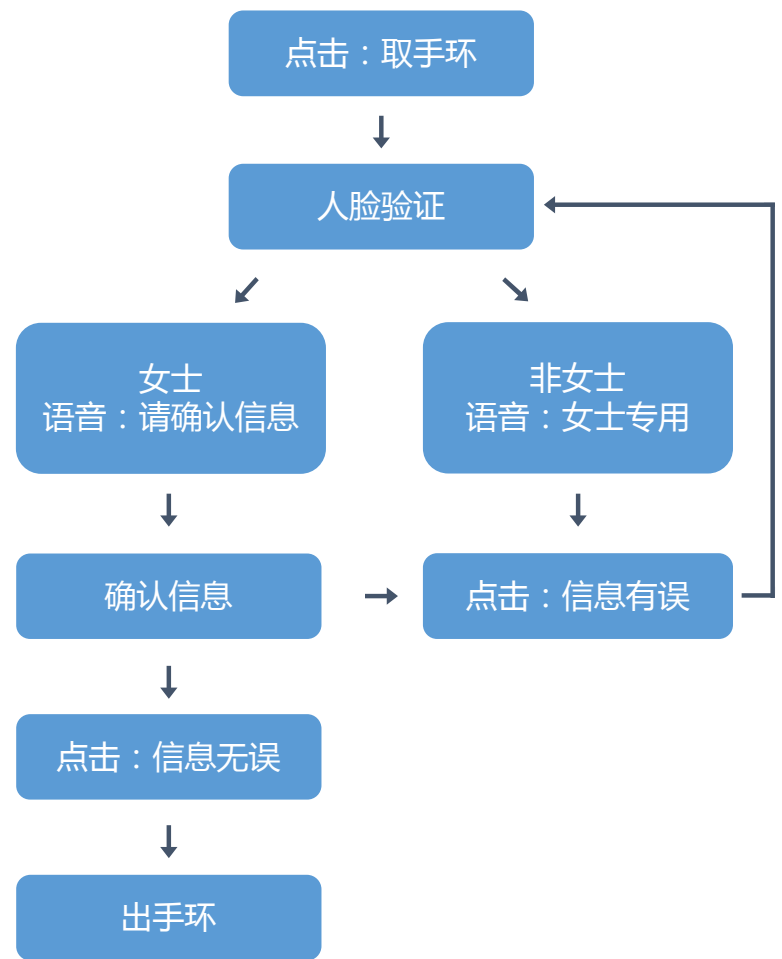 点击：取手环
人脸验证
女士
语音：请确认信息
非女士
语音：女士专用
确认信息
点击：信息有误
点击：信息无误
出手环